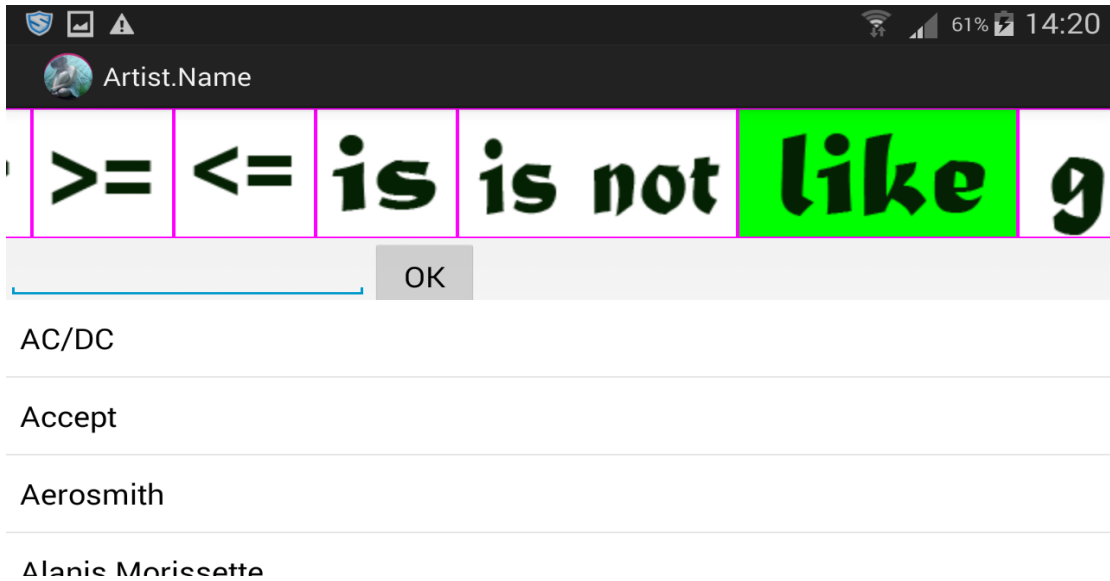 61% 14:20
Artist.Name
>= <= is is not like g
OK
AC/DC
Accept
Aerosmith
Alanis Morissette